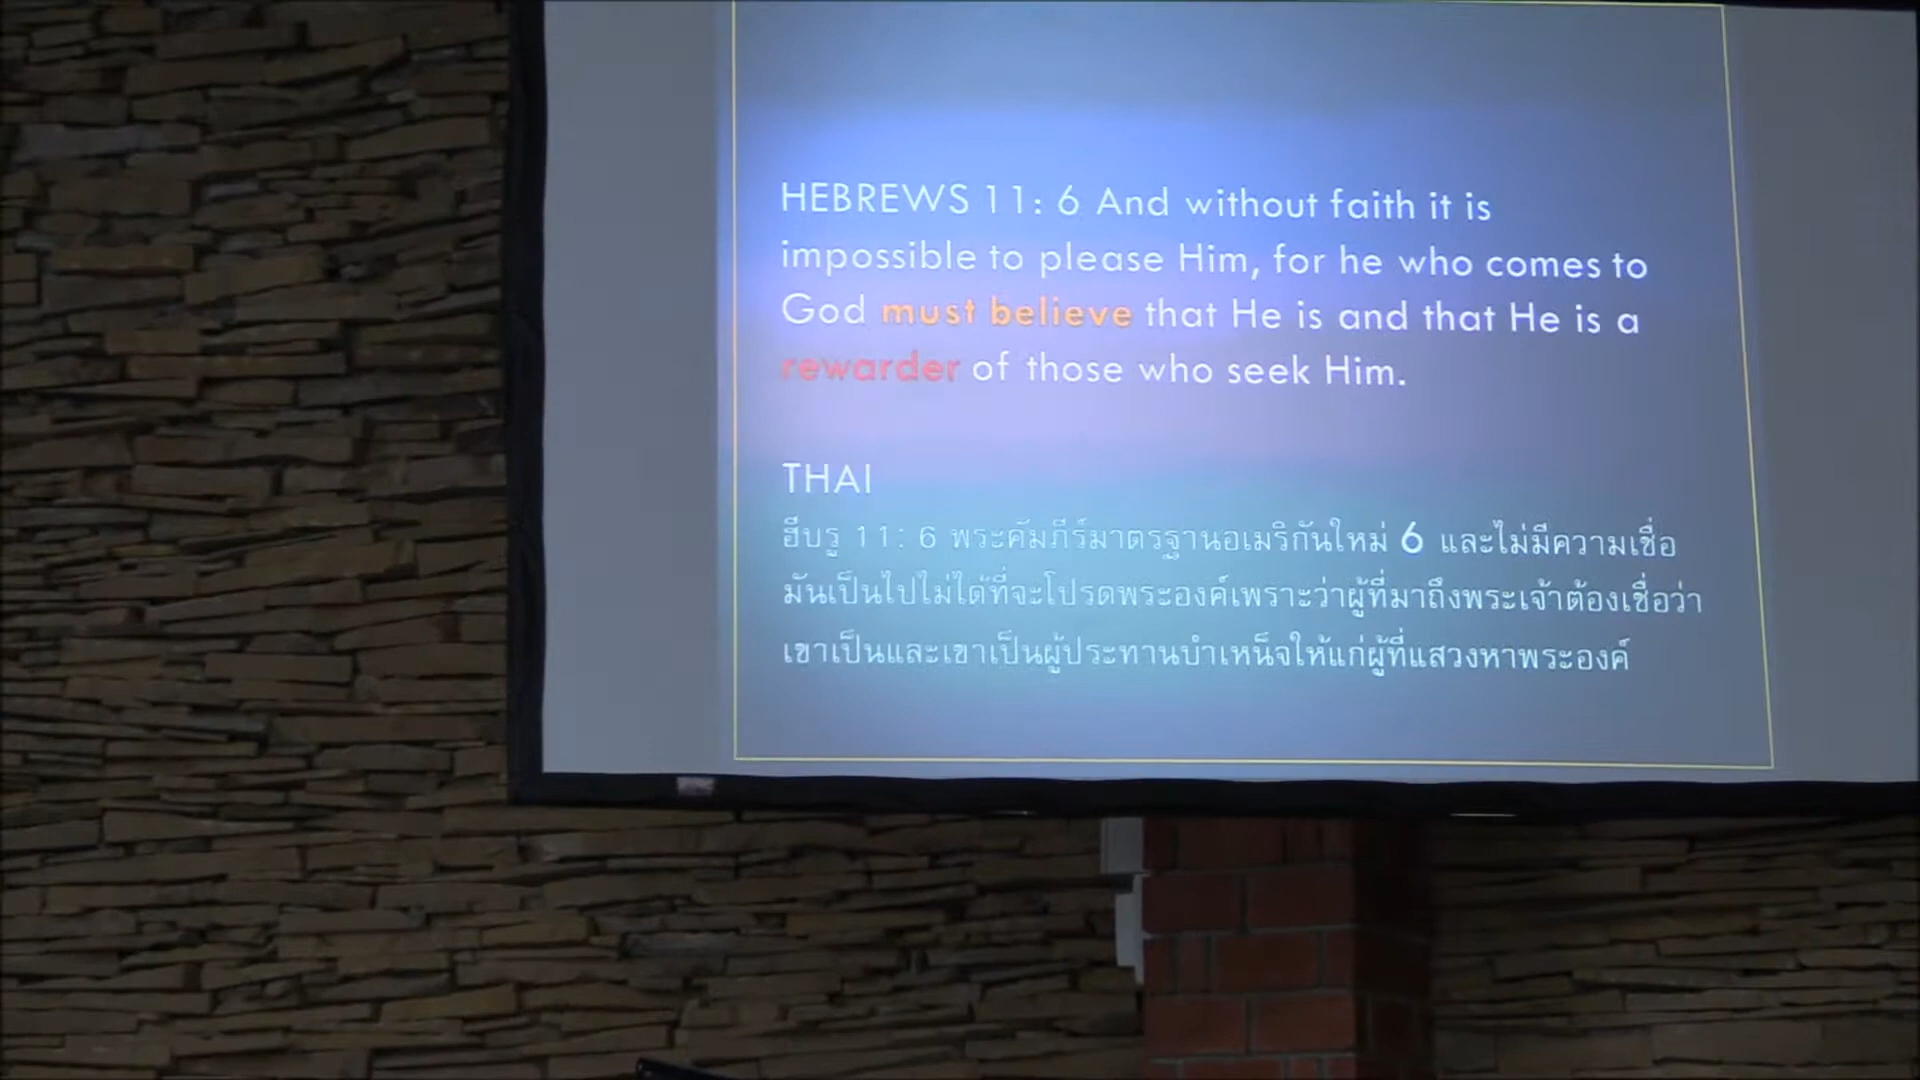 HEBREWS 11: 6 And without faith it is
impossible to please Him, for he who comes to
God must believe that He is and that He is a
rewarder of those who seek Him.
THAI
ฮีบรู 11: 6 พระคัมภีร์มาตรฐานอเมริกันใหม่ 6 และไม่มีความเชื่อ
มันเป็นไปไม่ได้ที่จะโปรดพระองค์เพราะว่าผู้ที่มาถึงพระเจ้าต้องเชื่อว่า
เขาเป็นและเขาเป็นผู้ประทานบำเหน็จให้แก่ผู้ที่แสวงหาพระองค์